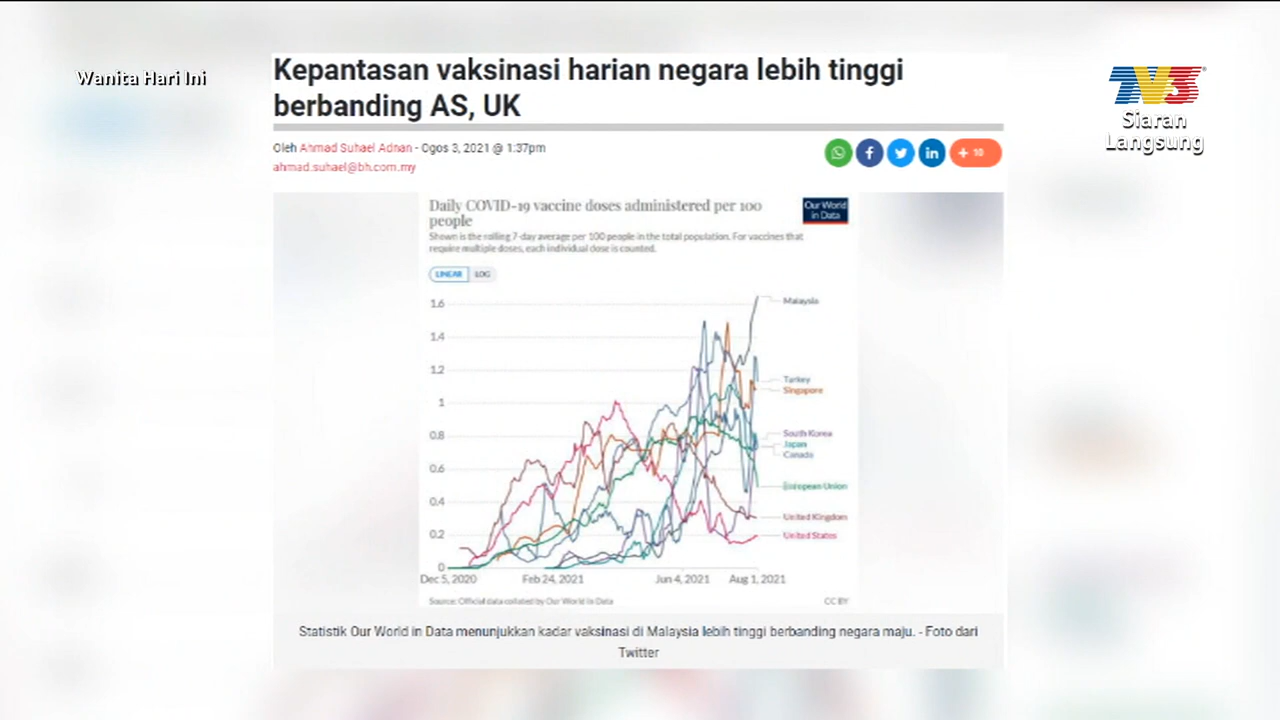 Wanita Hari Ini
TV3
Siaran
Langsung
Kepantasan vaksinasi harian negara lebih tinggi
berbanding AS, UK
Oleh Ahmad Suhael Adnan - Ogos 3, 2021 @ 1:37pm
ahmad.suhael@bh.com.my
+ 10
Daily COVID-19 vaccine doses administered per 100
people
Our World
in Data
Shown is the rolling 7-day average per 100 people in the total population. For vaccines that
require multiple doses, each individual dose is counted.
LINEAR LOG
1.6
1.4
1.2
1
0.8
0.6
0.4
0.2
0
Malaysia
Turkey
Singapore
South Korea
Japan
Canada
European Union
United Kingdom
United States
Dec 5, 2020 Feb 24, 2021 Jun 4, 2021 Aug 1, 2021
Source: Official data collated by Our World in Data CC BY
Statistik Our World in Data menunjukkan kadar vaksinasi di Malaysia lebih tinggi berbanding negara maju. - Foto dari
Twitter